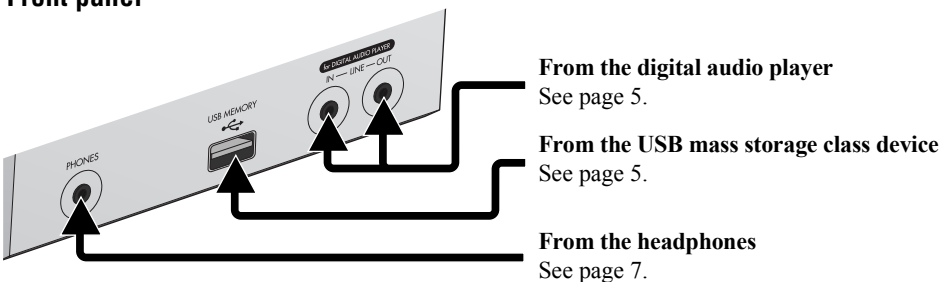 Front panel
for DIGITAL AUDIO PLAYER
IN — LINE — OUT
USB MEMORY
PHONES
From the digital audio player
See page 5.
From the USB mass storage class device
See page 5.
From the headphones
See page 7.